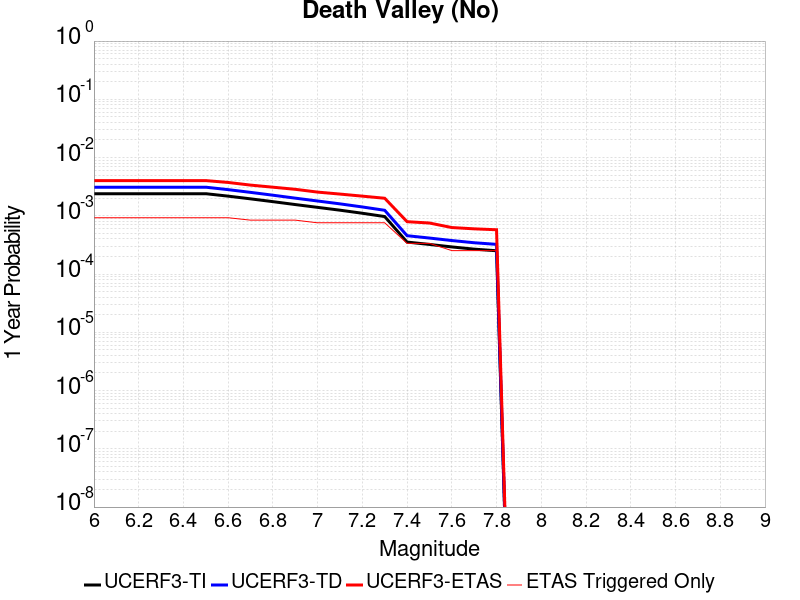 Death Valley (No)
10^0
10^-1
10^-2
10^-3
10^-4
10^-5
10^-6
10^-7
10^-8
1 Year Probability
6 6.2 6.4 6.6 6.8 7 7.2 7.4 7.6 7.8 8 8.2 8.4 8.6 8.8 9
Magnitude
UCERF3-TI UCERF3-TD UCERF3-ETAS ETAS Triggered Only